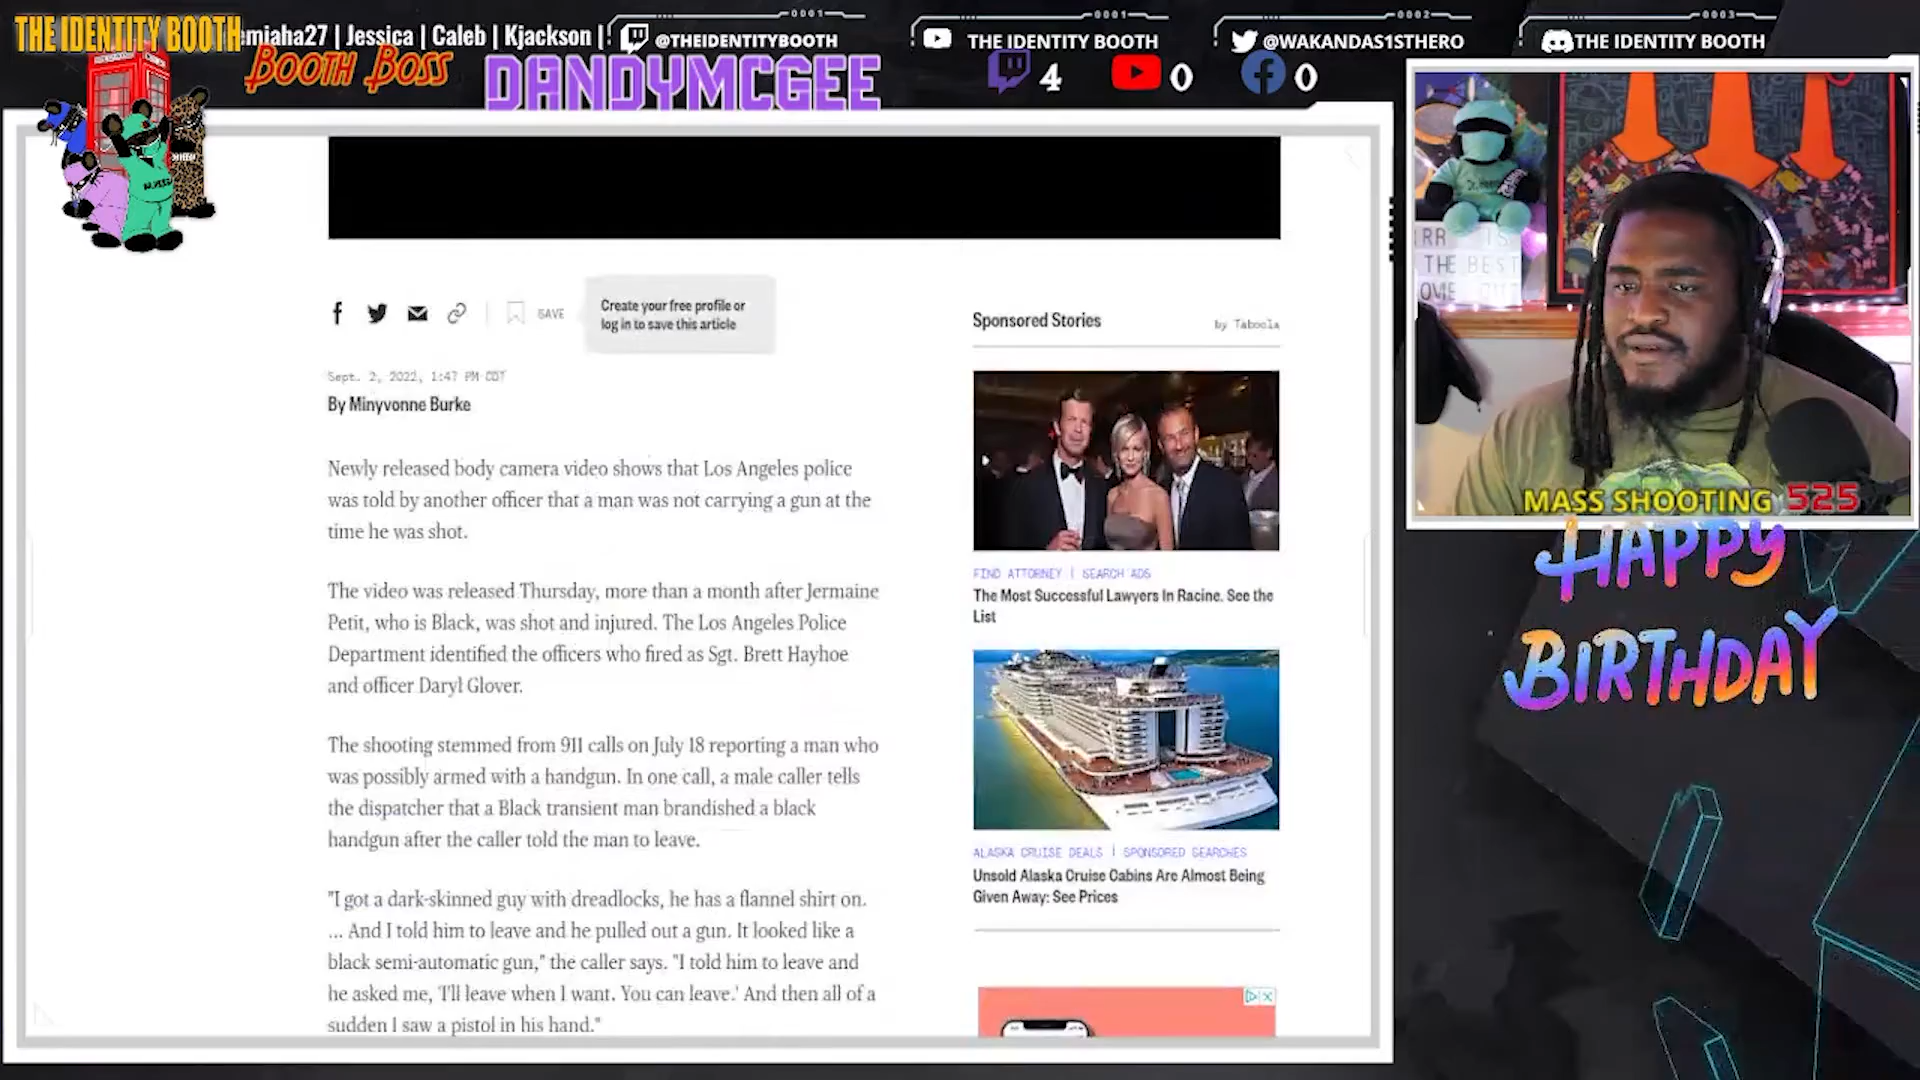 THE IDENTITY BOOTH
emiaha27 | Jessica | Caleb | Kjackson |
BOOTH BOSS
DANDYMCGEE
0001
@THEIDENTITYBOOTH
0001
THE IDENTITY BOOTH
0002
@WAKANDAS1STHERO
0003
THE IDENTITY BOOTH
4
0
0
SAVE
Create your free profile or
log in to save this article
Sept. 2, 2022, 1:47 PM CDT
By Minyvonne Burke
Newly released body camera video shows that Los Angeles police
was told by another officer that a man was not carrying a gun at the
time he was shot.
The video was released Thursday, more than a month after Jermaine
Petit, who is Black, was shot and injured. The Los Angeles Police
Department identified the officers who fired as Sgt. Brett Hayhoe
and officer Daryl Glover.
The shooting stemmed from 911 calls on July 18 reporting a man who
was possibly armed with a handgun. In one call, a male caller tells
the dispatcher that a Black transient man brandished a black
handgun after the caller told the man to leave.
"I got a dark-skinned guy with dreadlocks, he has a flannel shirt on.
... And I told him to leave and he pulled out a gun. It looked like a
black semi-automatic gun," the caller says. "I told him to leave and
he asked me, 'I'll leave when I want. You can leave.' And then all of a
sudden I saw a pistol in his hand."
Sponsored Stories
by Taboola
FIND ATTORNEY | SEARCH ADS
The Most Successful Lawyers In Racine. See the
List
ALASKA CRUISE DEALS | SPONSORED SEARCHES
Unsold Alaska Cruise Cabins Are Almost Being
Given Away: See Prices
THE BEST
MASS SHOOTING 525
HAPPY
BIRTHDAY